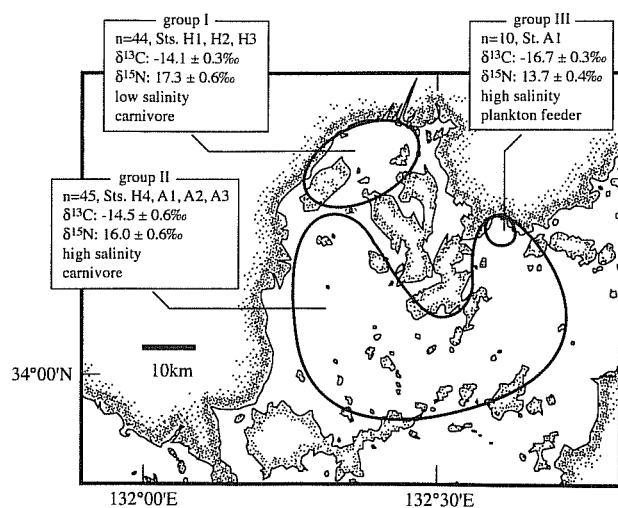 group I
n=44, Sts. H1, H2, H3
δ¹³C: -14.1 ± 0.3‰
δ¹⁵N: 17.3 ± 0.6‰
low salinity
carnivore
group III
n=10, St. A1
δ¹³C: -16.7 ± 0.3‰
δ¹⁵N: 13.7 ± 0.4‰
high salinity
plankton feeder
group II
n=45, Sts. H4, A1, A2, A3
δ¹³C: -14.5 ± 0.6‰
δ¹⁵N: 16.0 ± 0.6‰
high salinity
carnivore
10km
34°00'N
132°00'E
132°30'E